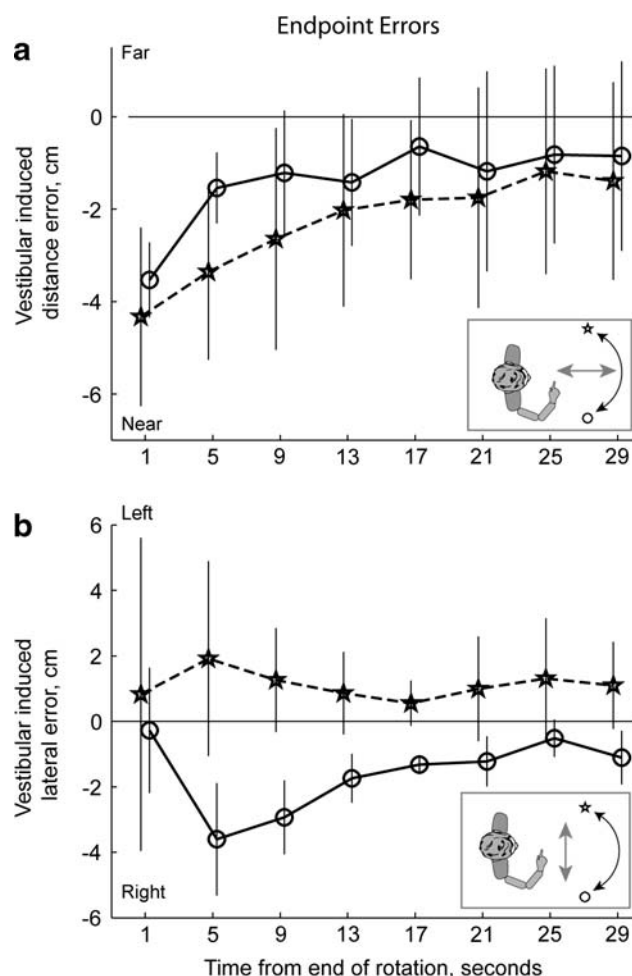 Endpoint Errors
a
Far
Vestibular induced
distance error, cm
0
-2
-4
-6
Near
1 5 9 13 17 21 25 29
b
Left
Vestibular induced
lateral error, cm
6
4
2
0
-2
-4
-6
Right
1 5 9 13 17 21 25 29
Time from end of rotation, seconds